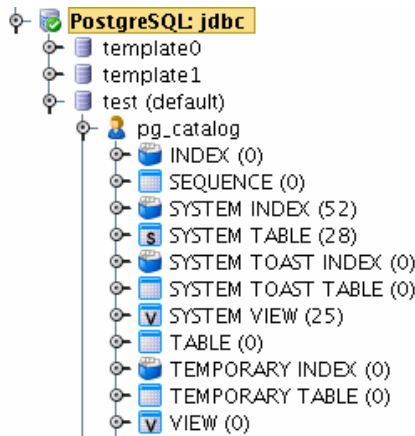 PostgreSQL: jdbc
template0
template1
test (default)
pg_catalog
INDEX (0)
SEQUENCE (0)
SYSTEM INDEX (52)
SYSTEM TABLE (28)
SYSTEM TOAST INDEX (0)
SYSTEM TOAST TABLE (0)
SYSTEM VIEW (25)
TABLE (0)
TEMPORARY INDEX (0)
TEMPORARY TABLE (0)
VIEW (0)